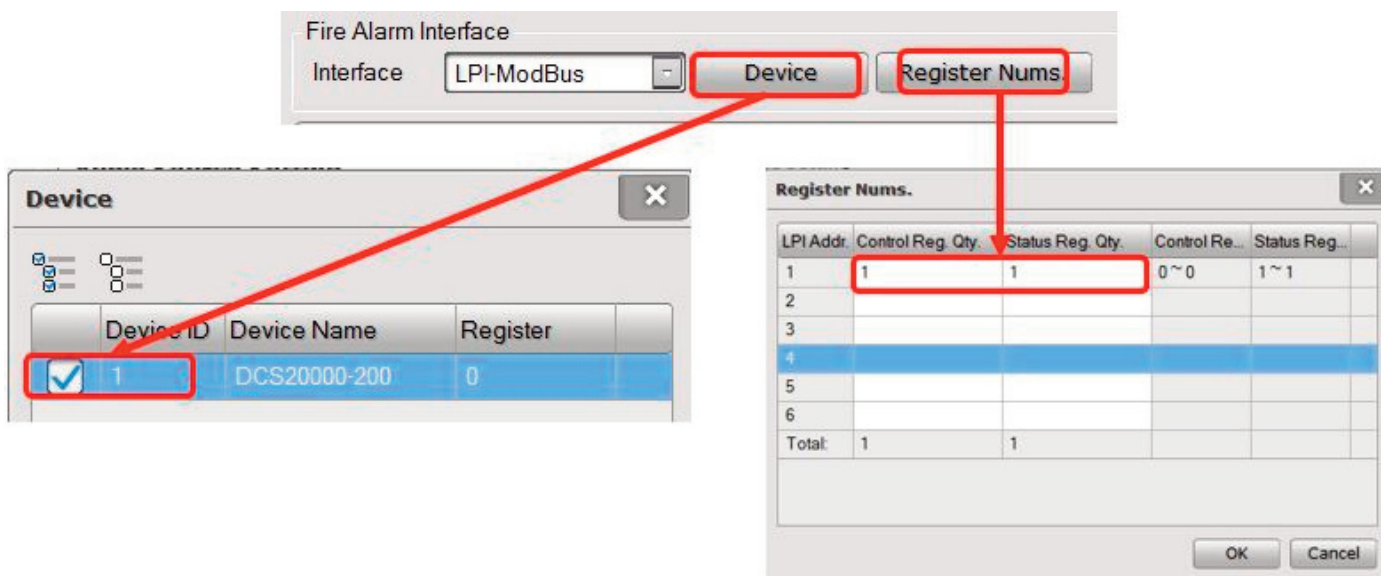 Fire Alarm Interface
Interface LPI-ModBus Device Register Nums.
Device
Device ID Device Name Register
1 DCS20000-200 0
Register Nums.
LPI Addr. Control Reg. Qty. Status Reg. Qty. Control Re... Status Reg...
1 1 1 0~0 1~1
2
3
4
5
6
Total: 1 1
OK Cancel